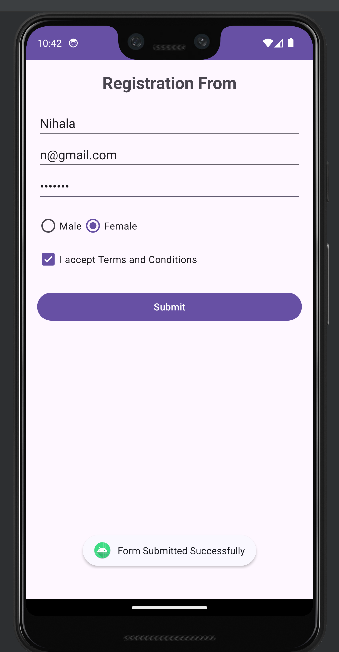 10:42
Registration From
Nihala
n@gmail.com
•••••••
Male Female
I accept Terms and Conditions
Submit
Form Submitted Successfully